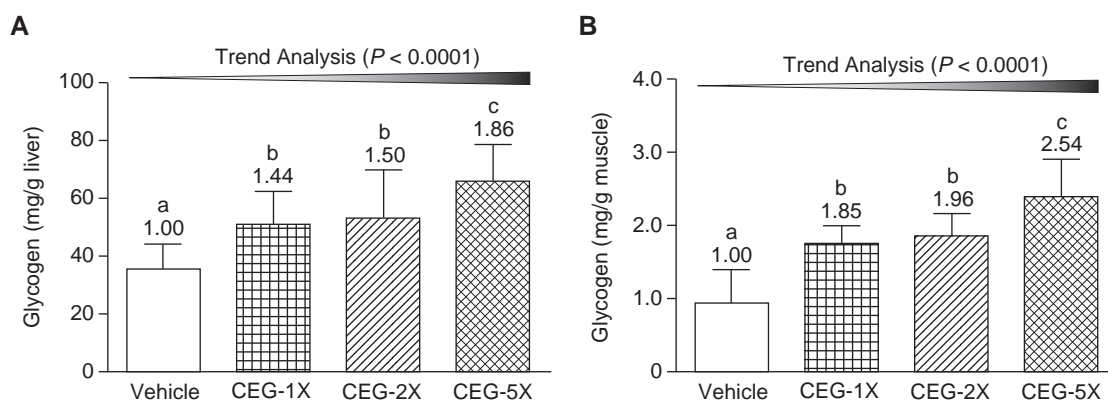 A
Trend Analysis (P < 0.0001)
100
80
60
40
20
0
Glycogen (mg/g liver)
a
1.00
b
1.44
b
1.50
c
1.86
Vehicle CEG-1X CEG-2X CEG-5X
B
Trend Analysis (P < 0.0001)
4.0
3.0
2.0
1.0
0
Glycogen (mg/g muscle)
a
1.00
b
1.85
b
1.96
c
2.54
Vehicle CEG-1X CEG-2X CEG-5X